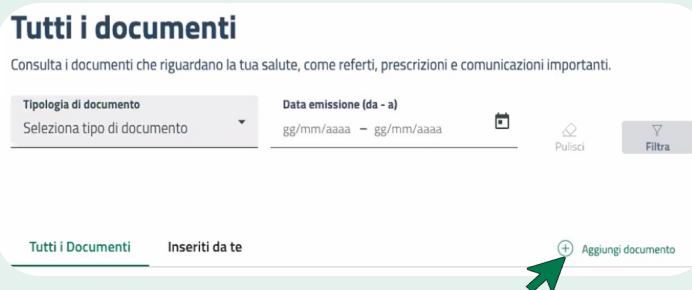 Tutti i documenti
Consulta i documenti che riguardano la tua salute, come referti, prescrizioni e comunicazioni importanti.
Tipologia di documento
Seleziona tipo di documento
Data emissione (da - a)
gg/mm/aaaa – gg/mm/aaaa
Pulisci
Filtra
Tutti i Documenti
Inseriti da te
Aggiungi documento